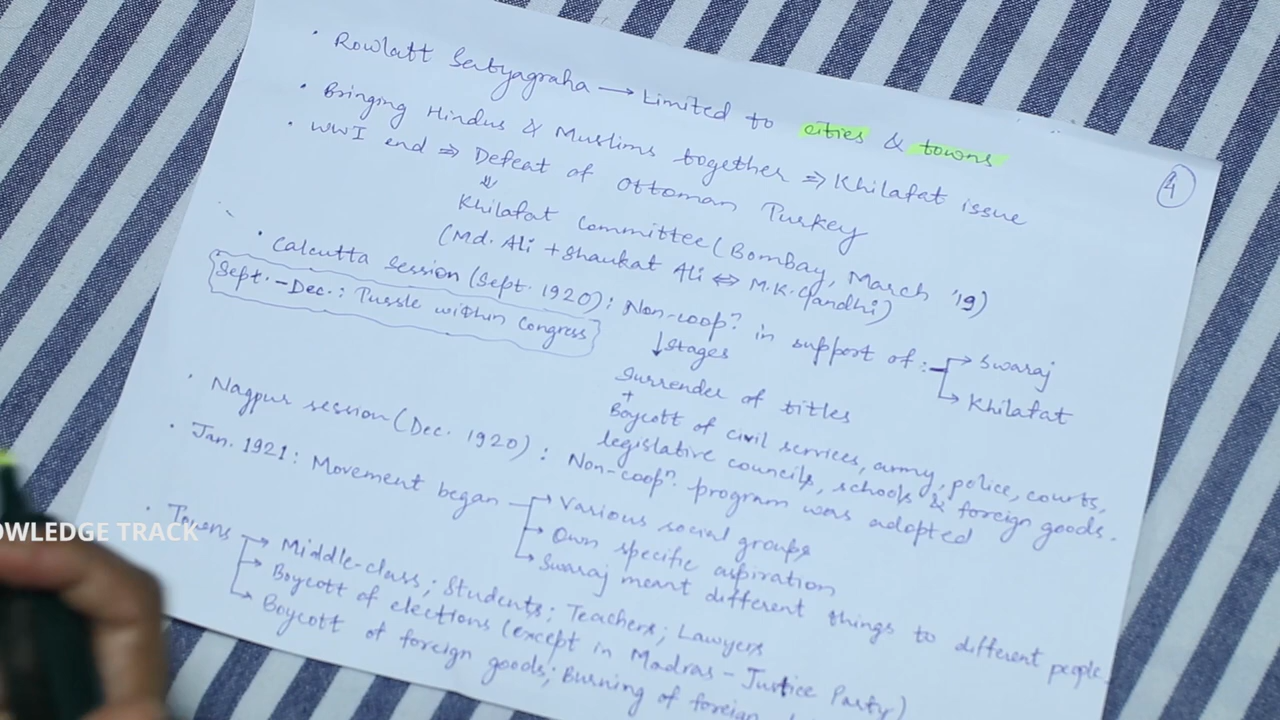 ④
• Rowlatt Satyagraha → Limited to cities & towns
• Bringing Hindus & Muslims together ⇒ Khilafat issue
• WWI end ⇒ Defeat of Ottoman Turkey
⇓
Khilafat Committee (Bombay, March '19)
(Md. Ali + Shaukat Ali ⇔ M.K. Gandhi)
• Calcutta session (Sept. 1920): Non-coopⁿ. in support of :- → Swaraj
→ Khilafat
Sept. - Dec.: Tussle within Congress
↓ Stages
Surrender of titles
+
Boycott of civil services, army, police, courts,
legislative councils, schools & foreign goods.
• Nagpur session (Dec. 1920) : Non-coopⁿ. program was adopted
• Jan. 1921: Movement began → Various social groups
→ Own specific aspiration
→ Swaraj meant different things to different people.
• Towns → Middle-class; Students; Teachers; Lawyers
→ Boycott of elections (except in Madras - Justice Party)
→ Boycott of foreign goods; Burning of foreign
OWLEDGE TRACK